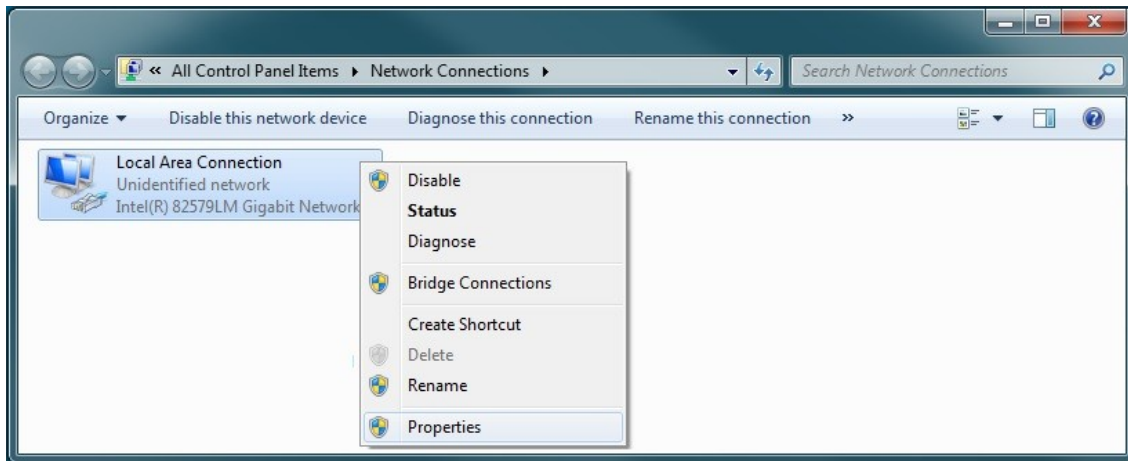 « All Control Panel Items ▸ Network Connections ▸
Search Network Connections
Organize ▼ Disable this network device Diagnose this connection Rename this connection »
Local Area Connection
Unidentified network
Intel(R) 82579LM Gigabit Network
Disable
Status
Diagnose
Bridge Connections
Create Shortcut
Delete
Rename
Properties